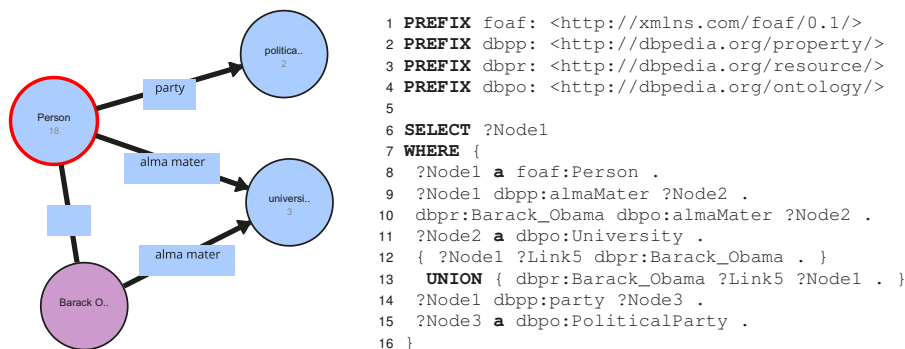 politica..
2
party
Person
18
alma mater
universi..
3
alma mater
Barack O..
1 PREFIX foaf: <http://xmlns.com/foaf/0.1/>
2 PREFIX dbpp: <http://dbpedia.org/property/>
3 PREFIX dbpr: <http://dbpedia.org/resource/>
4 PREFIX dbpo: <http://dbpedia.org/ontology/>
5
6 SELECT ?Node1
7 WHERE {
8 ?Node1 a foaf:Person .
9 ?Node1 dbpp:almaMater ?Node2 .
10 dbpr:Barack_Obama dbpo:almaMater ?Node2 .
11 ?Node2 a dbpo:University .
12 { ?Node1 ?Link5 dbpr:Barack_Obama . }
13 UNION { dbpr:Barack_Obama ?Link5 ?Node1 . }
14 ?Node1 dbpp:party ?Node3 .
15 ?Node3 a dbpo:PoliticalParty .
16 }